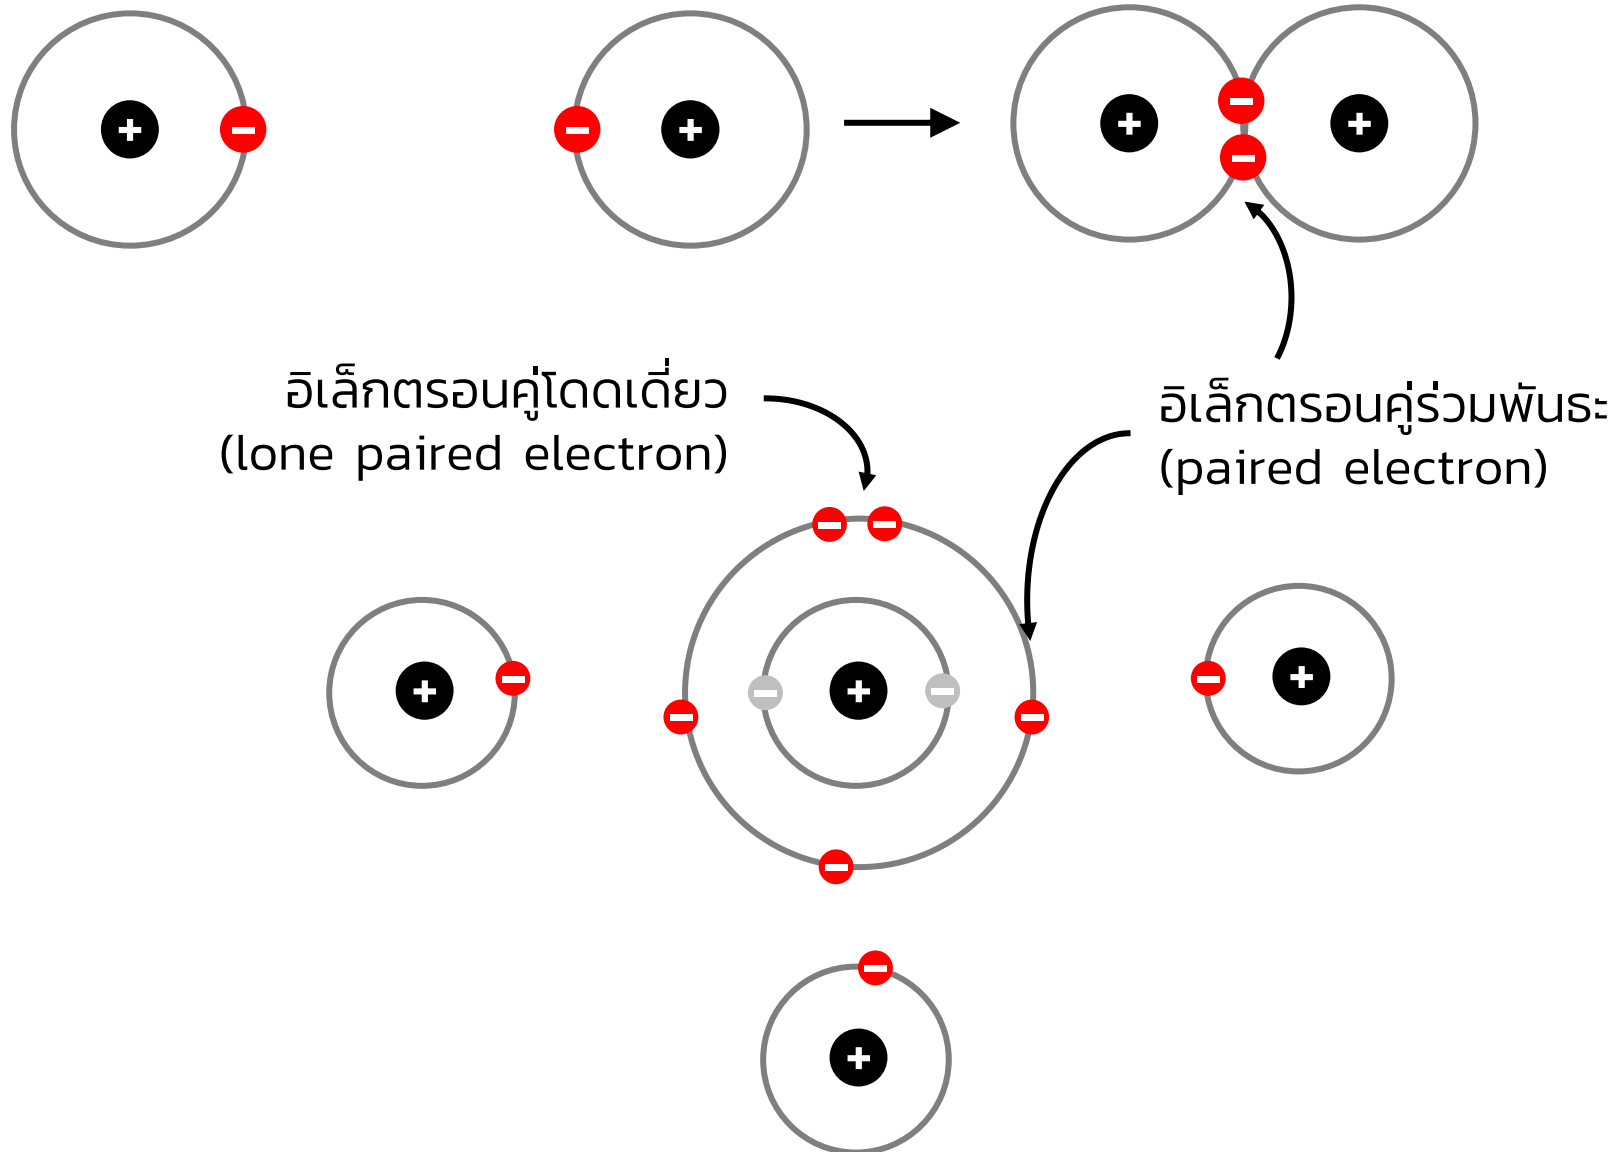 อิเล็กตรอนคู่โดดเดี่ยว
(lone paired electron)
อิเล็กตรอนคู่ร่วมพันธะ
(paired electron)